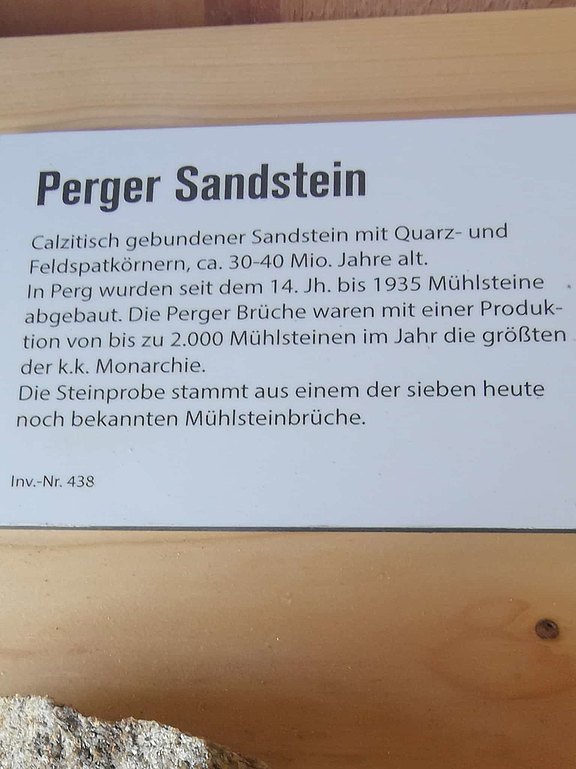 Perger Sandstein
Calzitisch gebundener Sandstein mit Quarz- und
Feldspatkörnern, ca. 30-40 Mio. Jahre alt.
In Perg wurden seit dem 14. Jh. bis 1935 Mühlsteine
abgebaut. Die Perger Brüche waren mit einer Produk-
tion von bis zu 2.000 Mühlsteinen im Jahr die größten
der k.k. Monarchie.
Die Steinprobe stammt aus einem der sieben heute
noch bekannten Mühlsteinbrüche.
Inv.-Nr. 438